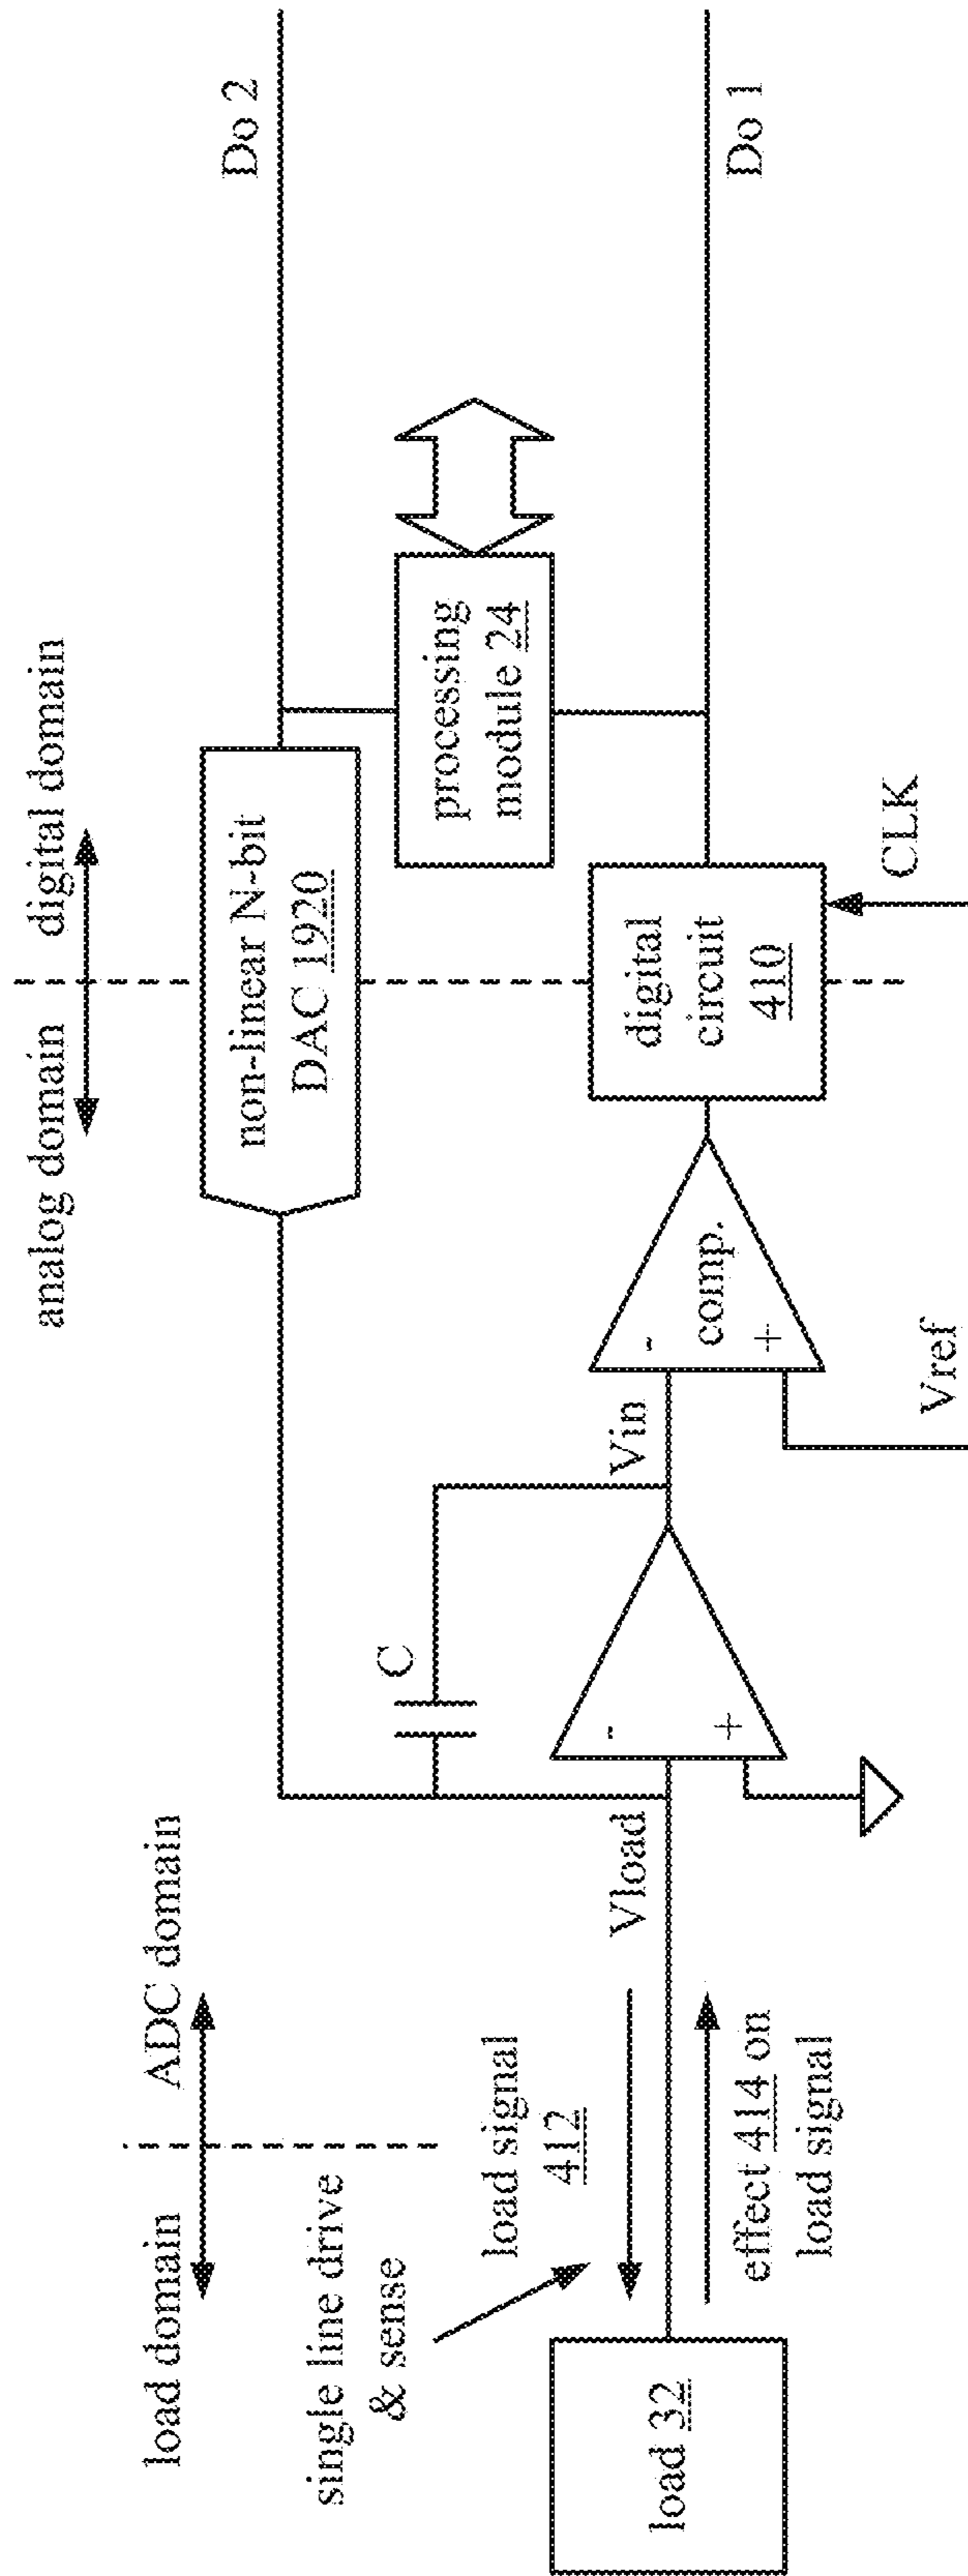 load domain
ADC domain
analog domain
digital domain
single line drive
& sense
load signal
412
Vload
effect 414 on
load signal
load 32
C
-
+
Vin
-
+
comp.
Vref
non-linear N-bit
DAC 1920
digital
circuit
410
CLK
processing
module 24
Do 2
Do 1